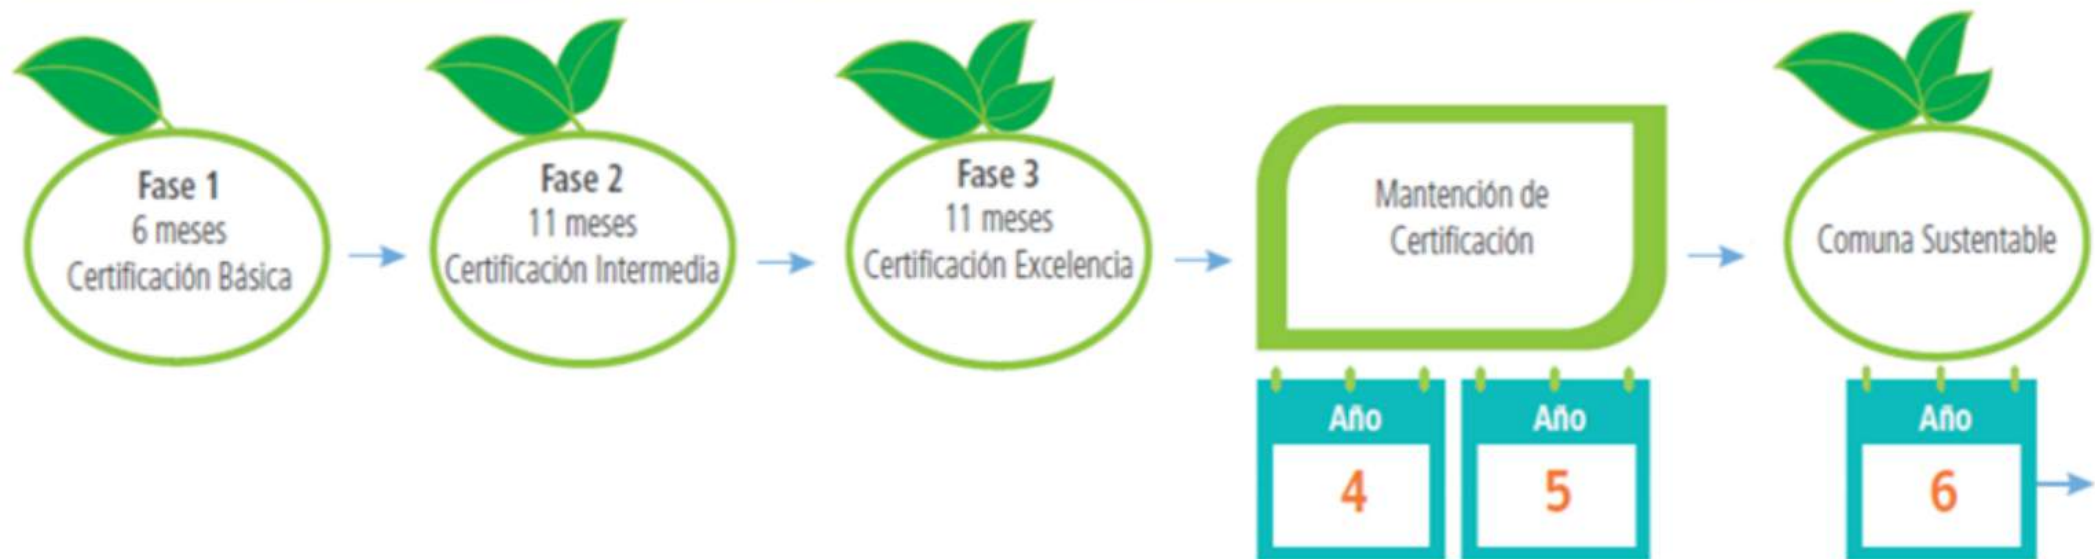 Fase 1
6 meses
Certificación Básica
Fase 2
11 meses
Certificación Intermedia
Fase 3
11 meses
Certificación Excelencia
Mantención de
Certificación
Comuna Sustentable
Año
4
Año
5
Año
6